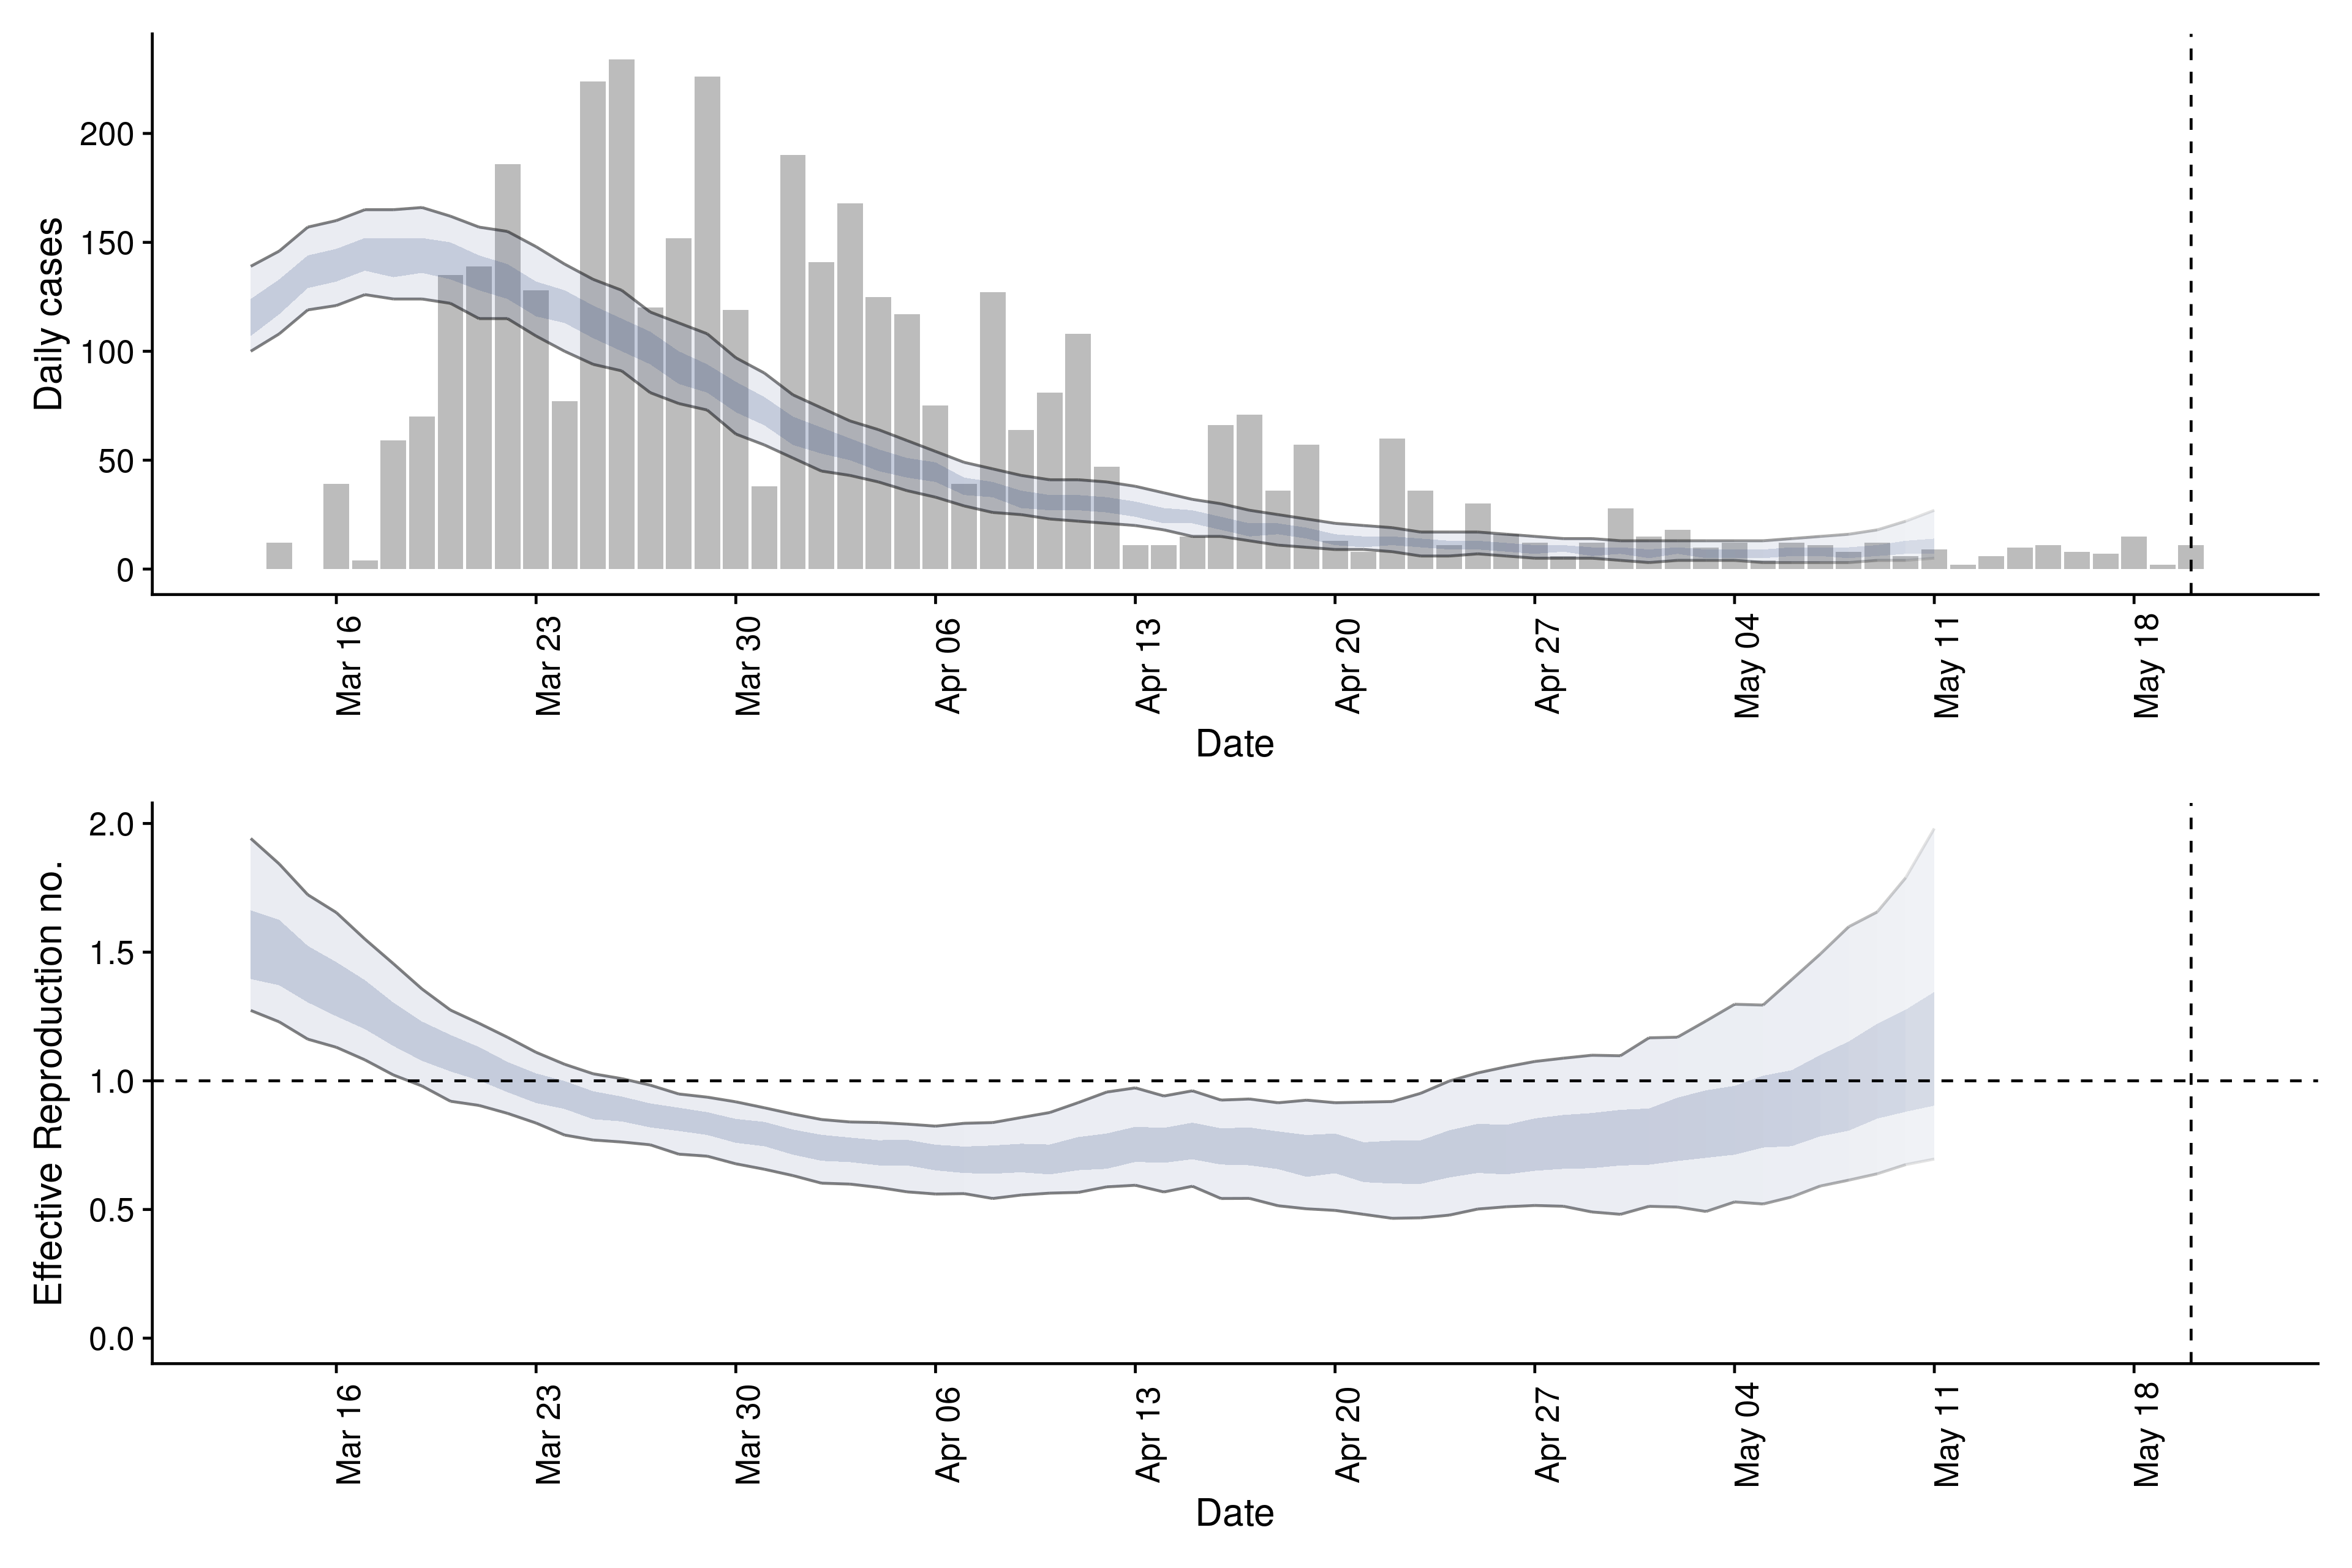 Daily cases
200
150
100
50
0
Mar 16
Mar 23
Mar 30
Apr 06
Apr 13
Apr 20
Apr 27
May 04
May 11
May 18
Date
Effective Reproduction no.
2.0
1.5
1.0
0.5
0.0
Mar 16
Mar 23
Mar 30
Apr 06
Apr 13
Apr 20
Apr 27
May 04
May 11
May 18
Date